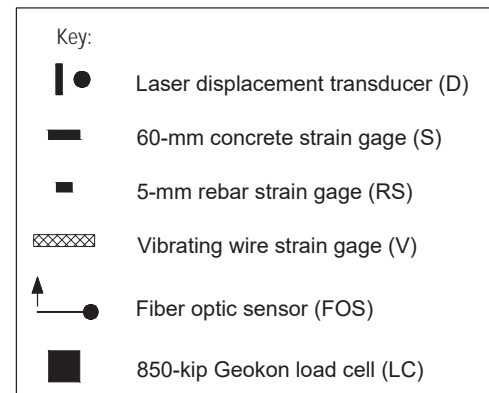 Key:
Laser displacement transducer (D)
60-mm concrete strain gage (S)
5-mm rebar strain gage (RS)
Vibrating wire strain gage (V)
Fiber optic sensor (FOS)
850-kip Geokon load cell (LC)